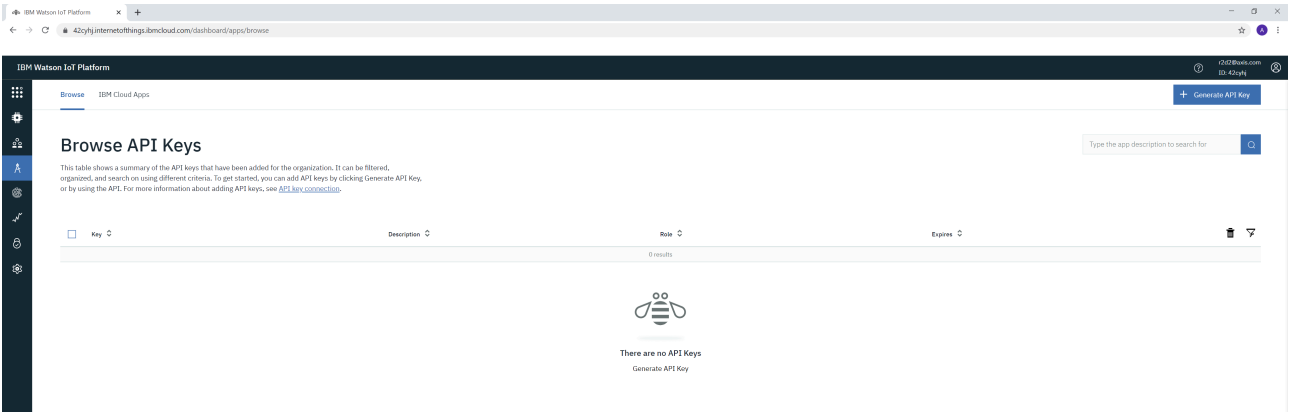 IBM Watson IoT Platform
42cyhj.internetofthings.ibmcloud.com/dashboard/apps/browse
A
IBM Watson IoT Platform
r2d2@axis.com
ID: 42cyhj
Browse IBM Cloud Apps
+ Generate API Key
Browse API Keys
Type the app description to search for
This table shows a summary of the API keys that have been added for the organization. It can be filtered,
organized, and search on using different criteria. To get started, you can add API keys by clicking Generate API Key,
or by using the API. For more information about adding API keys, see API key connection.
Key Description Role Expires
0 results
There are no API Keys
Generate API Key